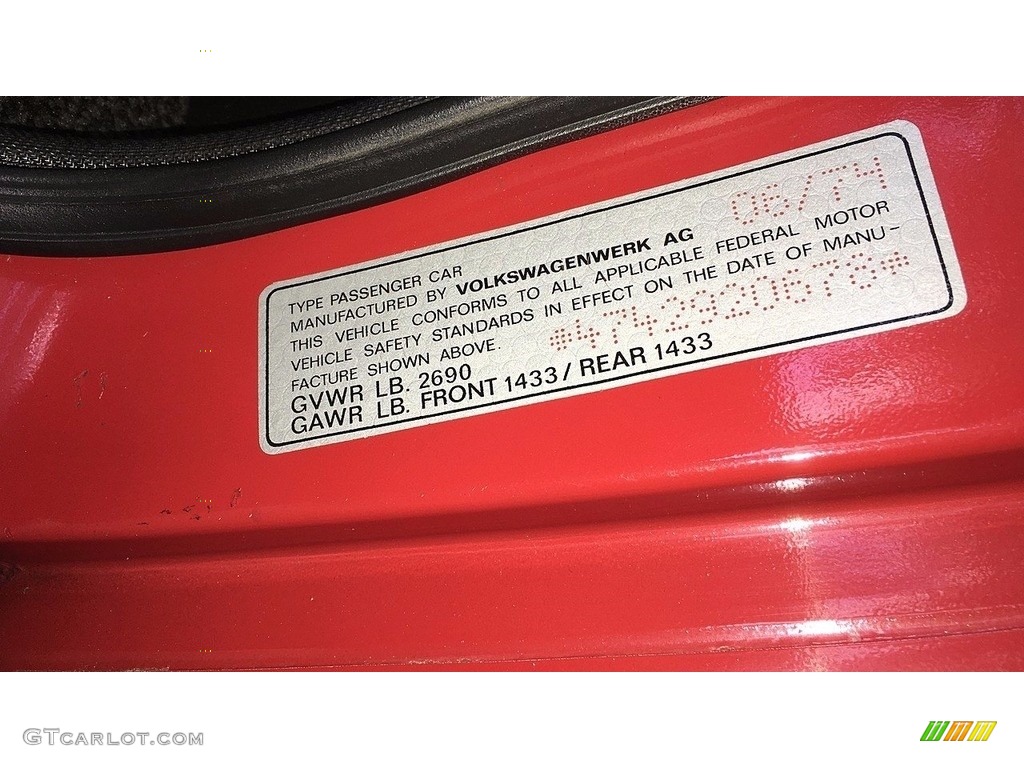 08/74
TYPE PASSENGER CAR
MANUFACTURED BY VOLKSWAGENWERK AG
THIS VEHICLE CONFORMS TO ALL APPLICABLE FEDERAL MOTOR
VEHICLE SAFETY STANDARDS IN EFFECT ON THE DATE OF MANU-
FACTURE SHOWN ABOVE.
*4742920678*
GVWR LB. 2690
GAWR LB. FRONT 1433 / REAR 1433
GTCARLOT.COM